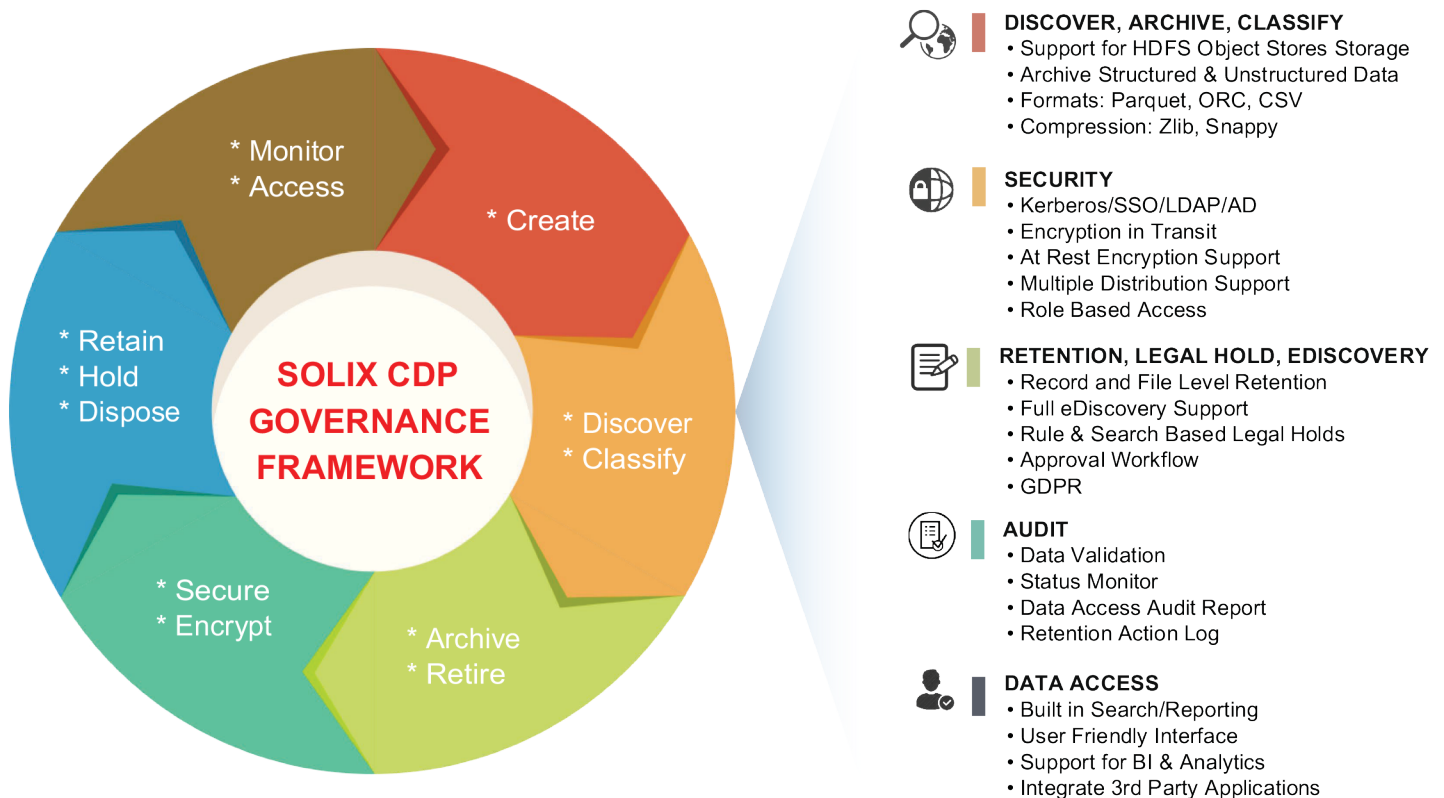 * Monitor
* Access
* Create
* Retain
* Hold
* Dispose
SOLIX CDP
GOVERNANCE
FRAMEWORK
* Discover
* Classify
* Secure
* Encrypt
* Archive
* Retire
DISCOVER, ARCHIVE, CLASSIFY
• Support for HDFS Object Stores Storage
• Archive Structured & Unstructured Data
• Formats: Parquet, ORC, CSV
• Compression: Zlib, Snappy
SECURITY
• Kerberos/SSO/LDAP/AD
• Encryption in Transit
• At Rest Encryption Support
• Multiple Distribution Support
• Role Based Access
RETENTION, LEGAL HOLD, EDISCOVERY
• Record and File Level Retention
• Full eDiscovery Support
• Rule & Search Based Legal Holds
• Approval Workflow
• GDPR
AUDIT
• Data Validation
• Status Monitor
• Data Access Audit Report
• Retention Action Log
DATA ACCESS
• Built in Search/Reporting
• User Friendly Interface
• Support for BI & Analytics
• Integrate 3rd Party Applications